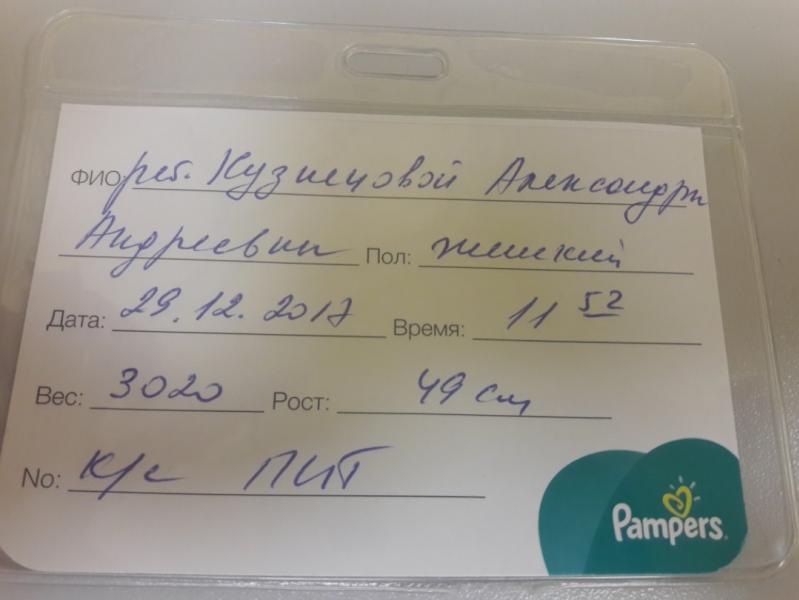 ФИО реб. Кузнецовой Александры
Андреевны Пол: женский
Дата: 29.12.2017 Время: 11 52
Вес: 3020 Рост: 49 см
No: к/с ПИТ
Pampers